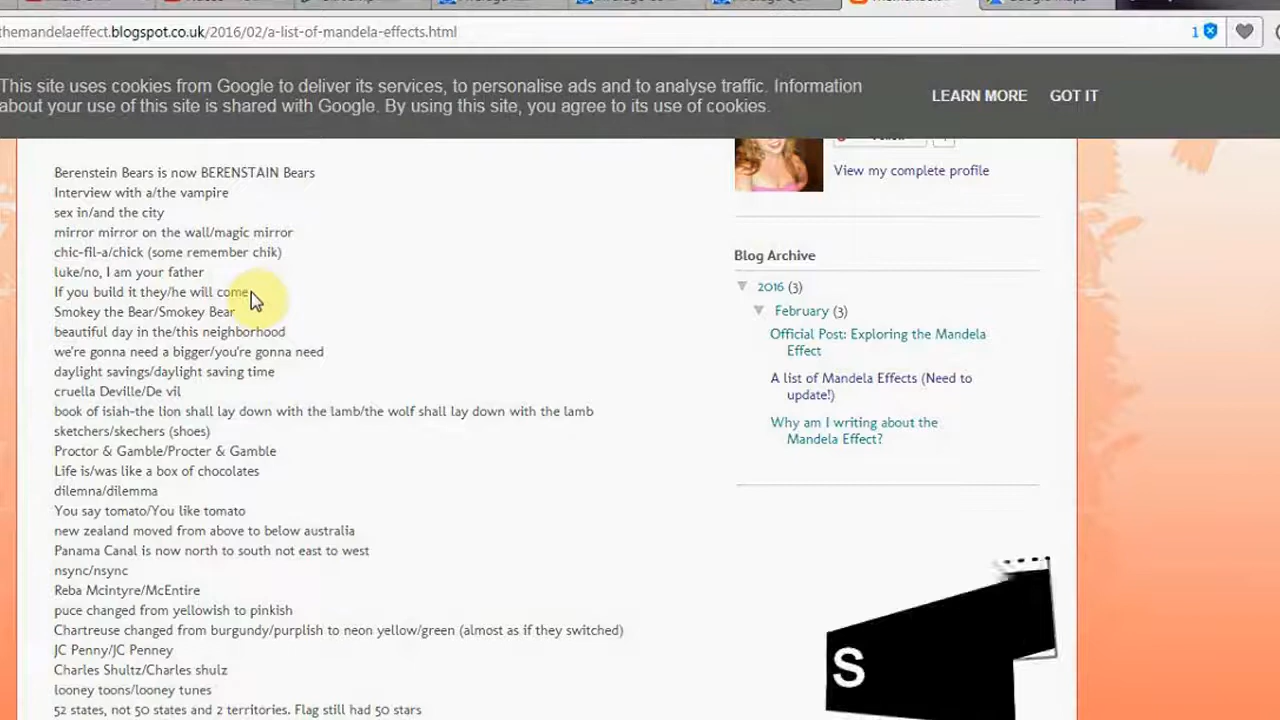 themandelaeffect.blogspot.co.uk/2016/02/a-list-of-mandela-effects.html
1
This site uses cookies from Google to deliver its services, to personalise ads and to analyse traffic. Information
about your use of this site is shared with Google. By using this site, you agree to its use of cookies.
LEARN MORE
GOT IT
View my complete profile
Berenstein Bears is now BERENSTAIN Bears
Interview with a/the vampire
sex in/and the city
mirror mirror on the wall/magic mirror
chic-fil-a/chick (some remember chik)
luke/no, I am your father
If you build it they/he will come
Smokey the Bear/Smokey Bear
beautiful day in the/this neighborhood
we're gonna need a bigger/you're gonna need
daylight savings/daylight saving time
cruella Deville/De vil
book of isiah-the lion shall lay down with the lamb/the wolf shall lay down with the lamb
sketchers/skechers (shoes)
Proctor & Gamble/Procter & Gamble
Life is/was like a box of chocolates
dilemna/dilemma
You say tomato/You like tomato
new zealand moved from above to below australia
Panama Canal is now north to south not east to west
nsync/nsync
Reba Mcintyre/McEntire
puce changed from yellowish to pinkish
Chartreuse changed from burgundy/purplish to neon yellow/green (almost as if they switched)
JC Penny/JC Penney
Charles Shultz/Charles shulz
looney toons/looney tunes
52 states, not 50 states and 2 territories. Flag still had 50 stars
Blog Archive
2016 (3)
February (3)
Official Post: Exploring the Mandela
Effect
A list of Mandela Effects (Need to
update!)
Why am I writing about the
Mandela Effect?
S